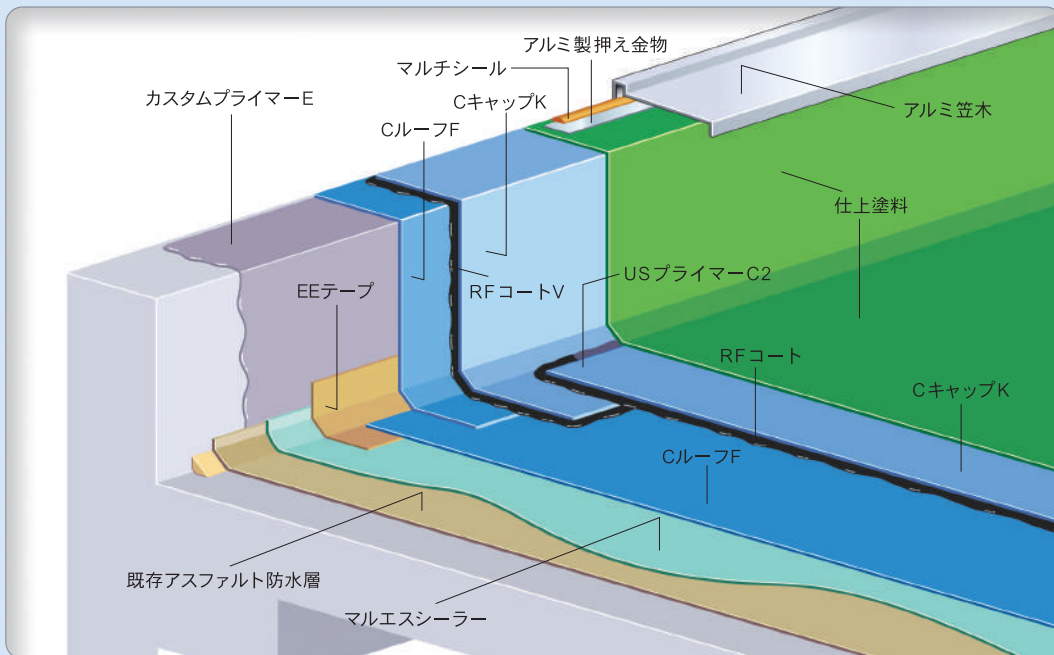 アルミ製押え金物
マルチシール
カスタムプライマーE
CキャップK
CルーフF
アルミ笠木
仕上塗料
USプライマーC2
EEテープ
RFコートV
RFコート
CキャップK
CルーフF
既存アスファルト防水層
マルエスシーラー